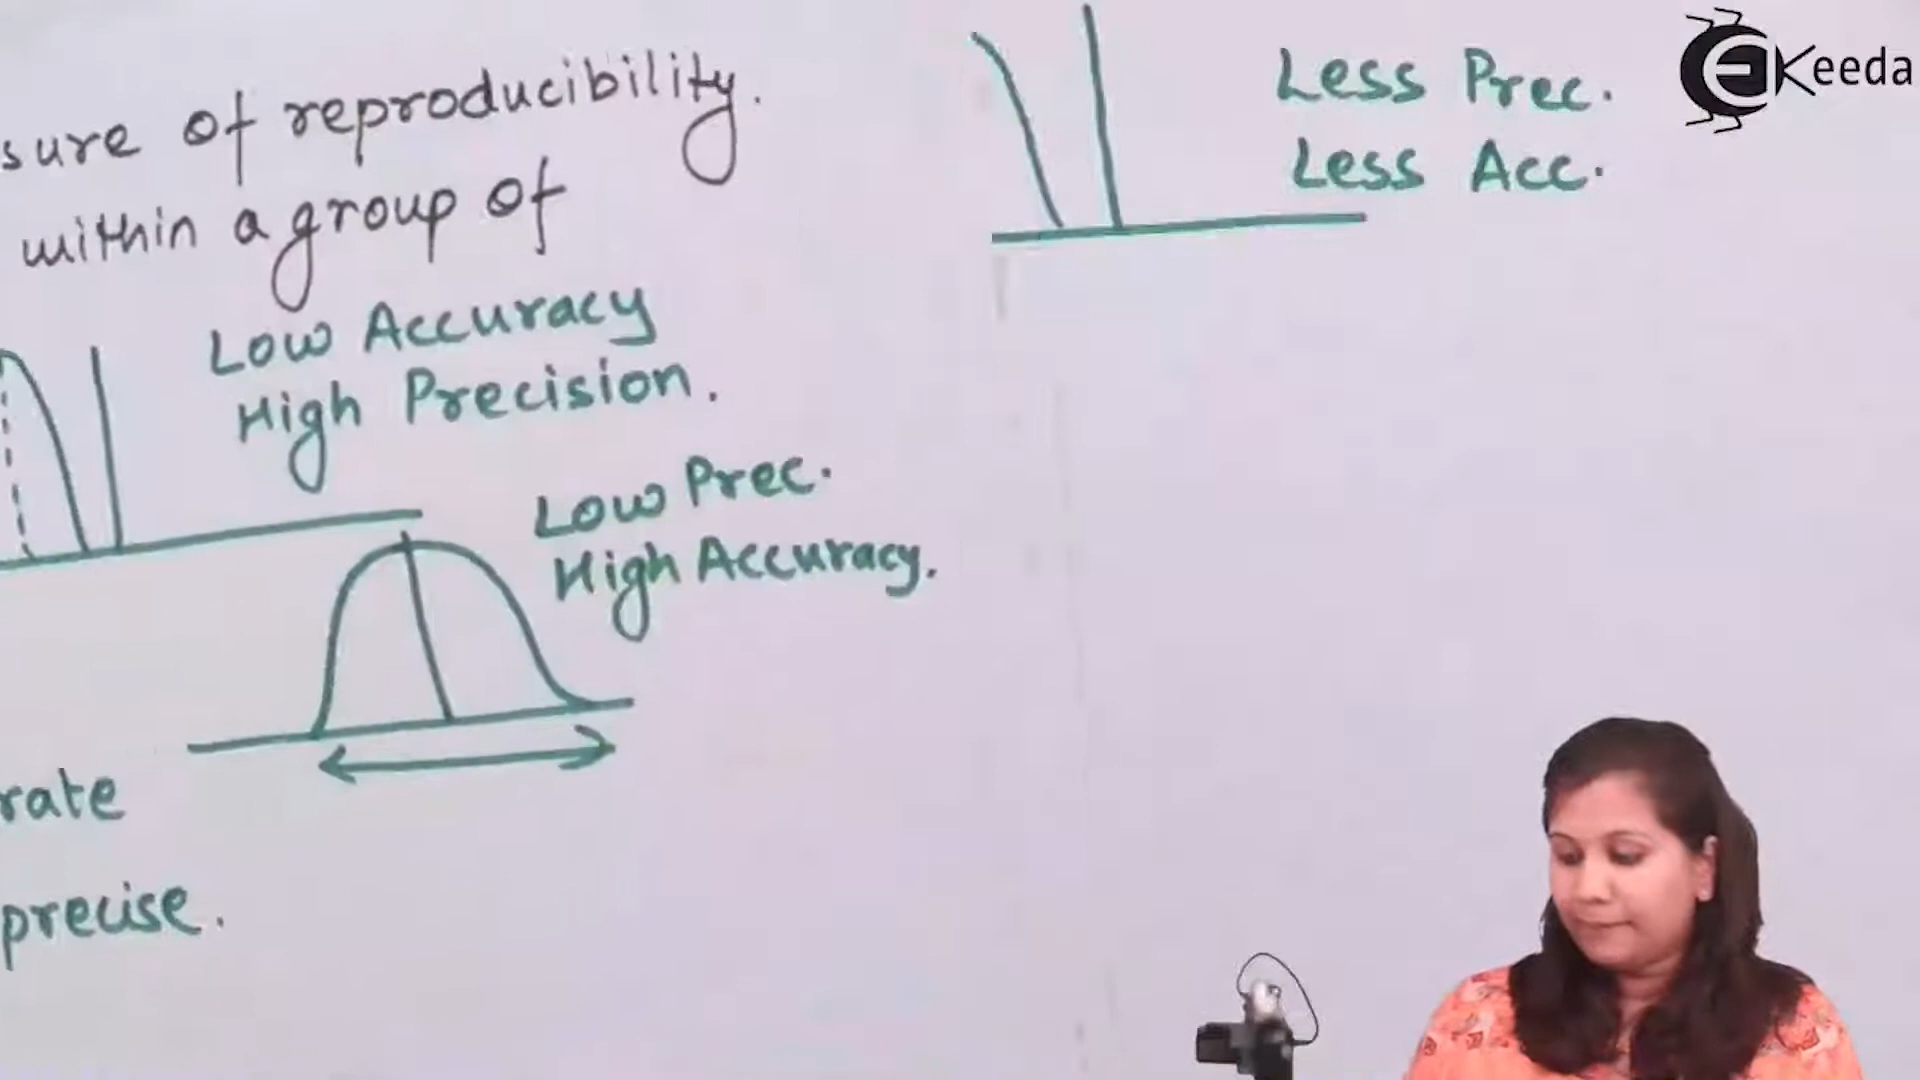 sure of reproducibility.
within a group of
Low Accuracy
High Precision.
Low Prec.
High Accuracy.
rate
precise.
Less Prec.
Less Acc.
EKeeda